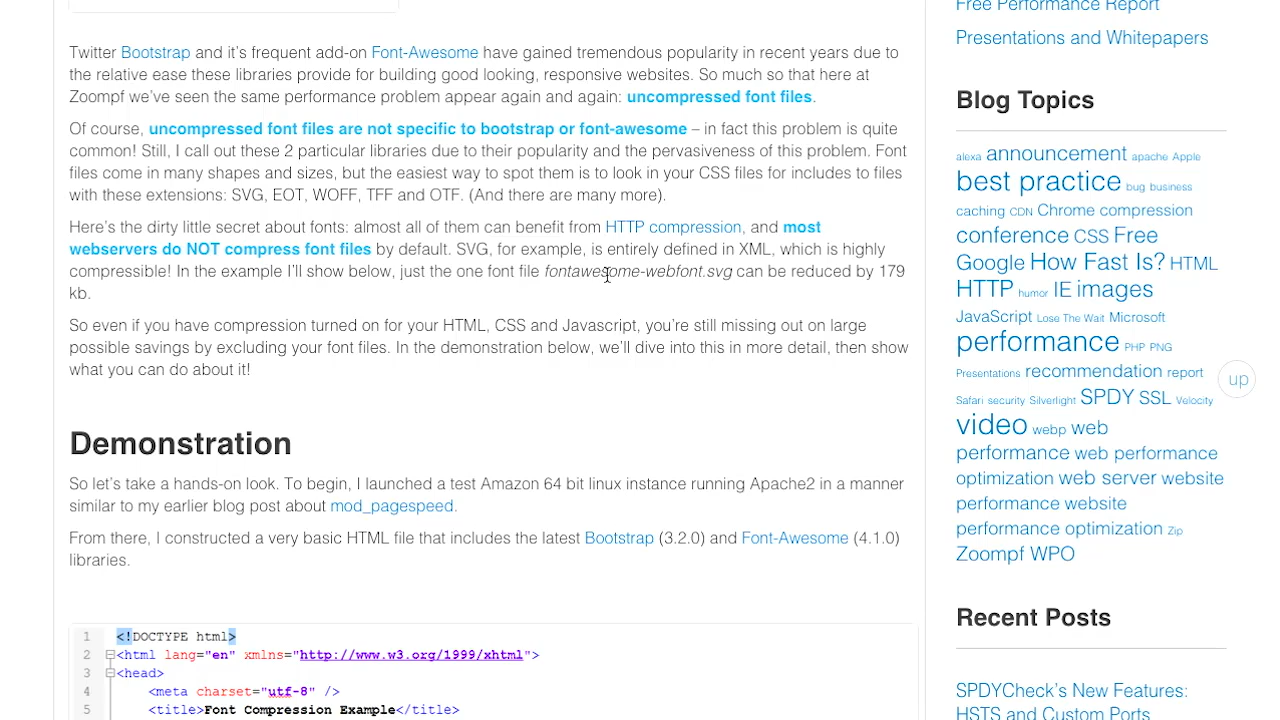 Free Performance Report
Presentations and Whitepapers
Twitter Bootstrap and it's frequent add-on Font-Awesome have gained tremendous popularity in recent years due to
the relative ease these libraries provide for building good looking, responsive websites. So much so that here at
Zoompf we've seen the same performance problem appear again and again: uncompressed font files.
Of course, uncompressed font files are not specific to bootstrap or font-awesome – in fact this problem is quite
common! Still, I call out these 2 particular libraries due to their popularity and the pervasiveness of this problem. Font
files come in many shapes and sizes, but the easiest way to spot them is to look in your CSS files for includes to files
with these extensions: SVG, EOT, WOFF, TFF and OTF. (And there are many more).
Here's the dirty little secret about fonts: almost all of them can benefit from HTTP compression, and most
webservers do NOT compress font files by default. SVG, for example, is entirely defined in XML, which is highly
compressible! In the example I'll show below, just the one font file fontawesome-webfont.svg can be reduced by 179
kb.
So even if you have compression turned on for your HTML, CSS and Javascript, you're still missing out on large
possible savings by excluding your font files. In the demonstration below, we'll dive into this in more detail, then show
what you can do about it!
Demonstration
So let's take a hands-on look. To begin, I launched a test Amazon 64 bit linux instance running Apache2 in a manner
similar to my earlier blog post about mod_pagespeed.
From there, I constructed a very basic HTML file that includes the latest Bootstrap (3.2.0) and Font-Awesome (4.1.0)
libraries.
1 <!DOCTYPE html>
2 <html lang="en" xmlns="http://www.w3.org/1999/xhtml">
3 <head>
4 <meta charset="utf-8" />
5 <title>Font Compression Example</title>
Blog Topics
alexa announcement apache Apple
best practice bug business
caching CDN Chrome compression
conference CSS Free
Google How Fast Is? HTML
HTTP humor IE images
JavaScript Lose The Wait Microsoft
performance PHP PNG
Presentations recommendation report
Safari security Silverlight SPDY SSL Velocity
video webp web
performance web performance
optimization web server website
performance website
performance optimization Zip
Zoompf WPO
up
Recent Posts
SPDYCheck's New Features:
HSTS and Custom Ports